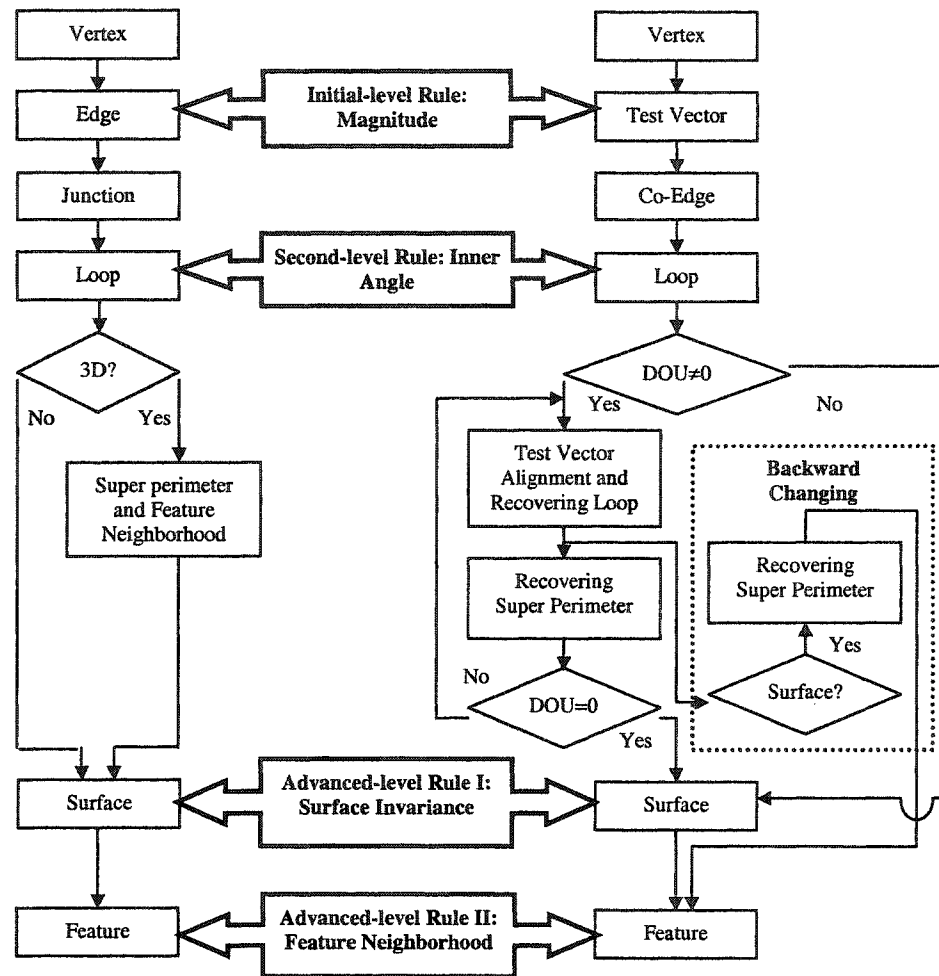 Vertex
Vertex
Initial-level Rule:
Magnitude
Edge
Test Vector
Junction
Co-Edge
Second-level Rule: Inner
Angle
Loop
Loop
3D?
DOU≠0
No
Yes
Yes
No
Super perimeter
and Feature
Neighborhood
Test Vector
Alignment and
Recovering Loop
Backward
Changing
Recovering
Super Perimeter
Recovering
Super Perimeter
Yes
No
DOU=0
Surface?
Yes
Advanced-level Rule I:
Surface Invariance
Surface
Surface
Advanced-level Rule II:
Feature Neighborhood
Feature
Feature